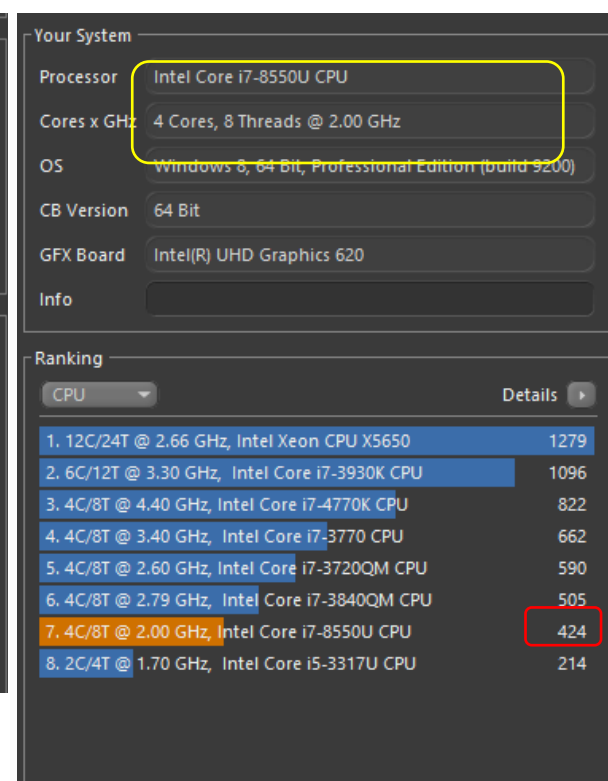 Your System
Processor Intel Core i7-8550U CPU
Cores x GHz 4 Cores, 8 Threads @ 2.00 GHz
OS Windows 8, 64 Bit, Professional Edition (build 9200)
CB Version 64 Bit
GFX Board Intel(R) UHD Graphics 620
Info
Ranking
CPU Details
1. 12C/24T @ 2.66 GHz, Intel Xeon CPU X5650 1279
2. 6C/12T @ 3.30 GHz, Intel Core i7-3930K CPU 1096
3. 4C/8T @ 4.40 GHz, Intel Core i7-4770K CPU 822
4. 4C/8T @ 3.40 GHz, Intel Core i7-3770 CPU 662
5. 4C/8T @ 2.60 GHz, Intel Core i7-3720QM CPU 590
6. 4C/8T @ 2.79 GHz, Intel Core i7-3840QM CPU 505
7. 4C/8T @ 2.00 GHz, Intel Core i7-8550U CPU 424
8. 2C/4T @ 1.70 GHz, Intel Core i5-3317U CPU 214